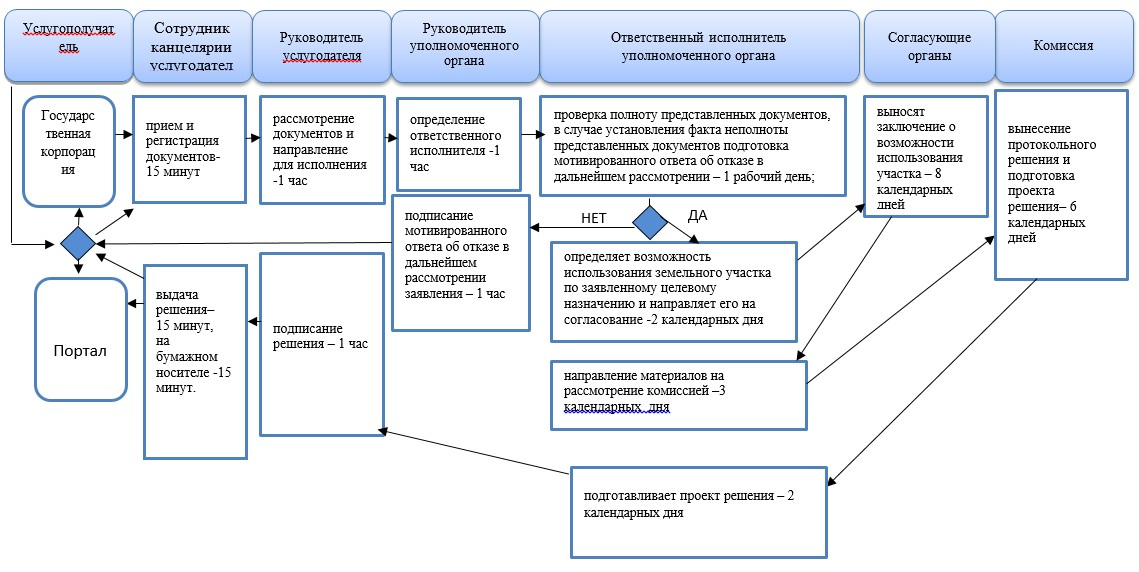 Услугополучат
ель
Сотрудник
канцелярии
услугодател
Руководитель
услугодателя
Руководитель
уполномоченного
органа
Ответственный исполнитель
уполномоченного органа
Согласующие
органы
Комиссия
Государс
твенная
корпорац
ия
прием и
регистрация
документов-
15 минут
рассмотрение
документов и
направление
для исполнения
-1 час
определение
ответственного
исполнителя -1
час
проверка полноту представленных документов,
в случае установления факта неполноты
представленных документов подготовка
мотивированного ответа об отказе в
дальнейшем рассмотрении – 1 рабочий день;
выносят
заключение о
возможности
использования
участка – 8
календарных
дней
вынесение
протокольного
решения и
подготовка
проекта
решения– 6
календарных
дней
НЕТ
ДА
подписание
мотивированного
ответа об отказе в
дальнейшем
рассмотрении
заявления – 1 час
определяет возможность
использования земельного участка
по заявленному целевому
назначению и направляет его на
согласование -2 календарных дня
Портал
выдача
решения–
15 минут,
на
бумажном
носителе -15
минут.
подписание
решения – 1 час
направление материалов на
рассмотрение комиссией –3
календарных дня
подготавливает проект решения – 2
календарных дня